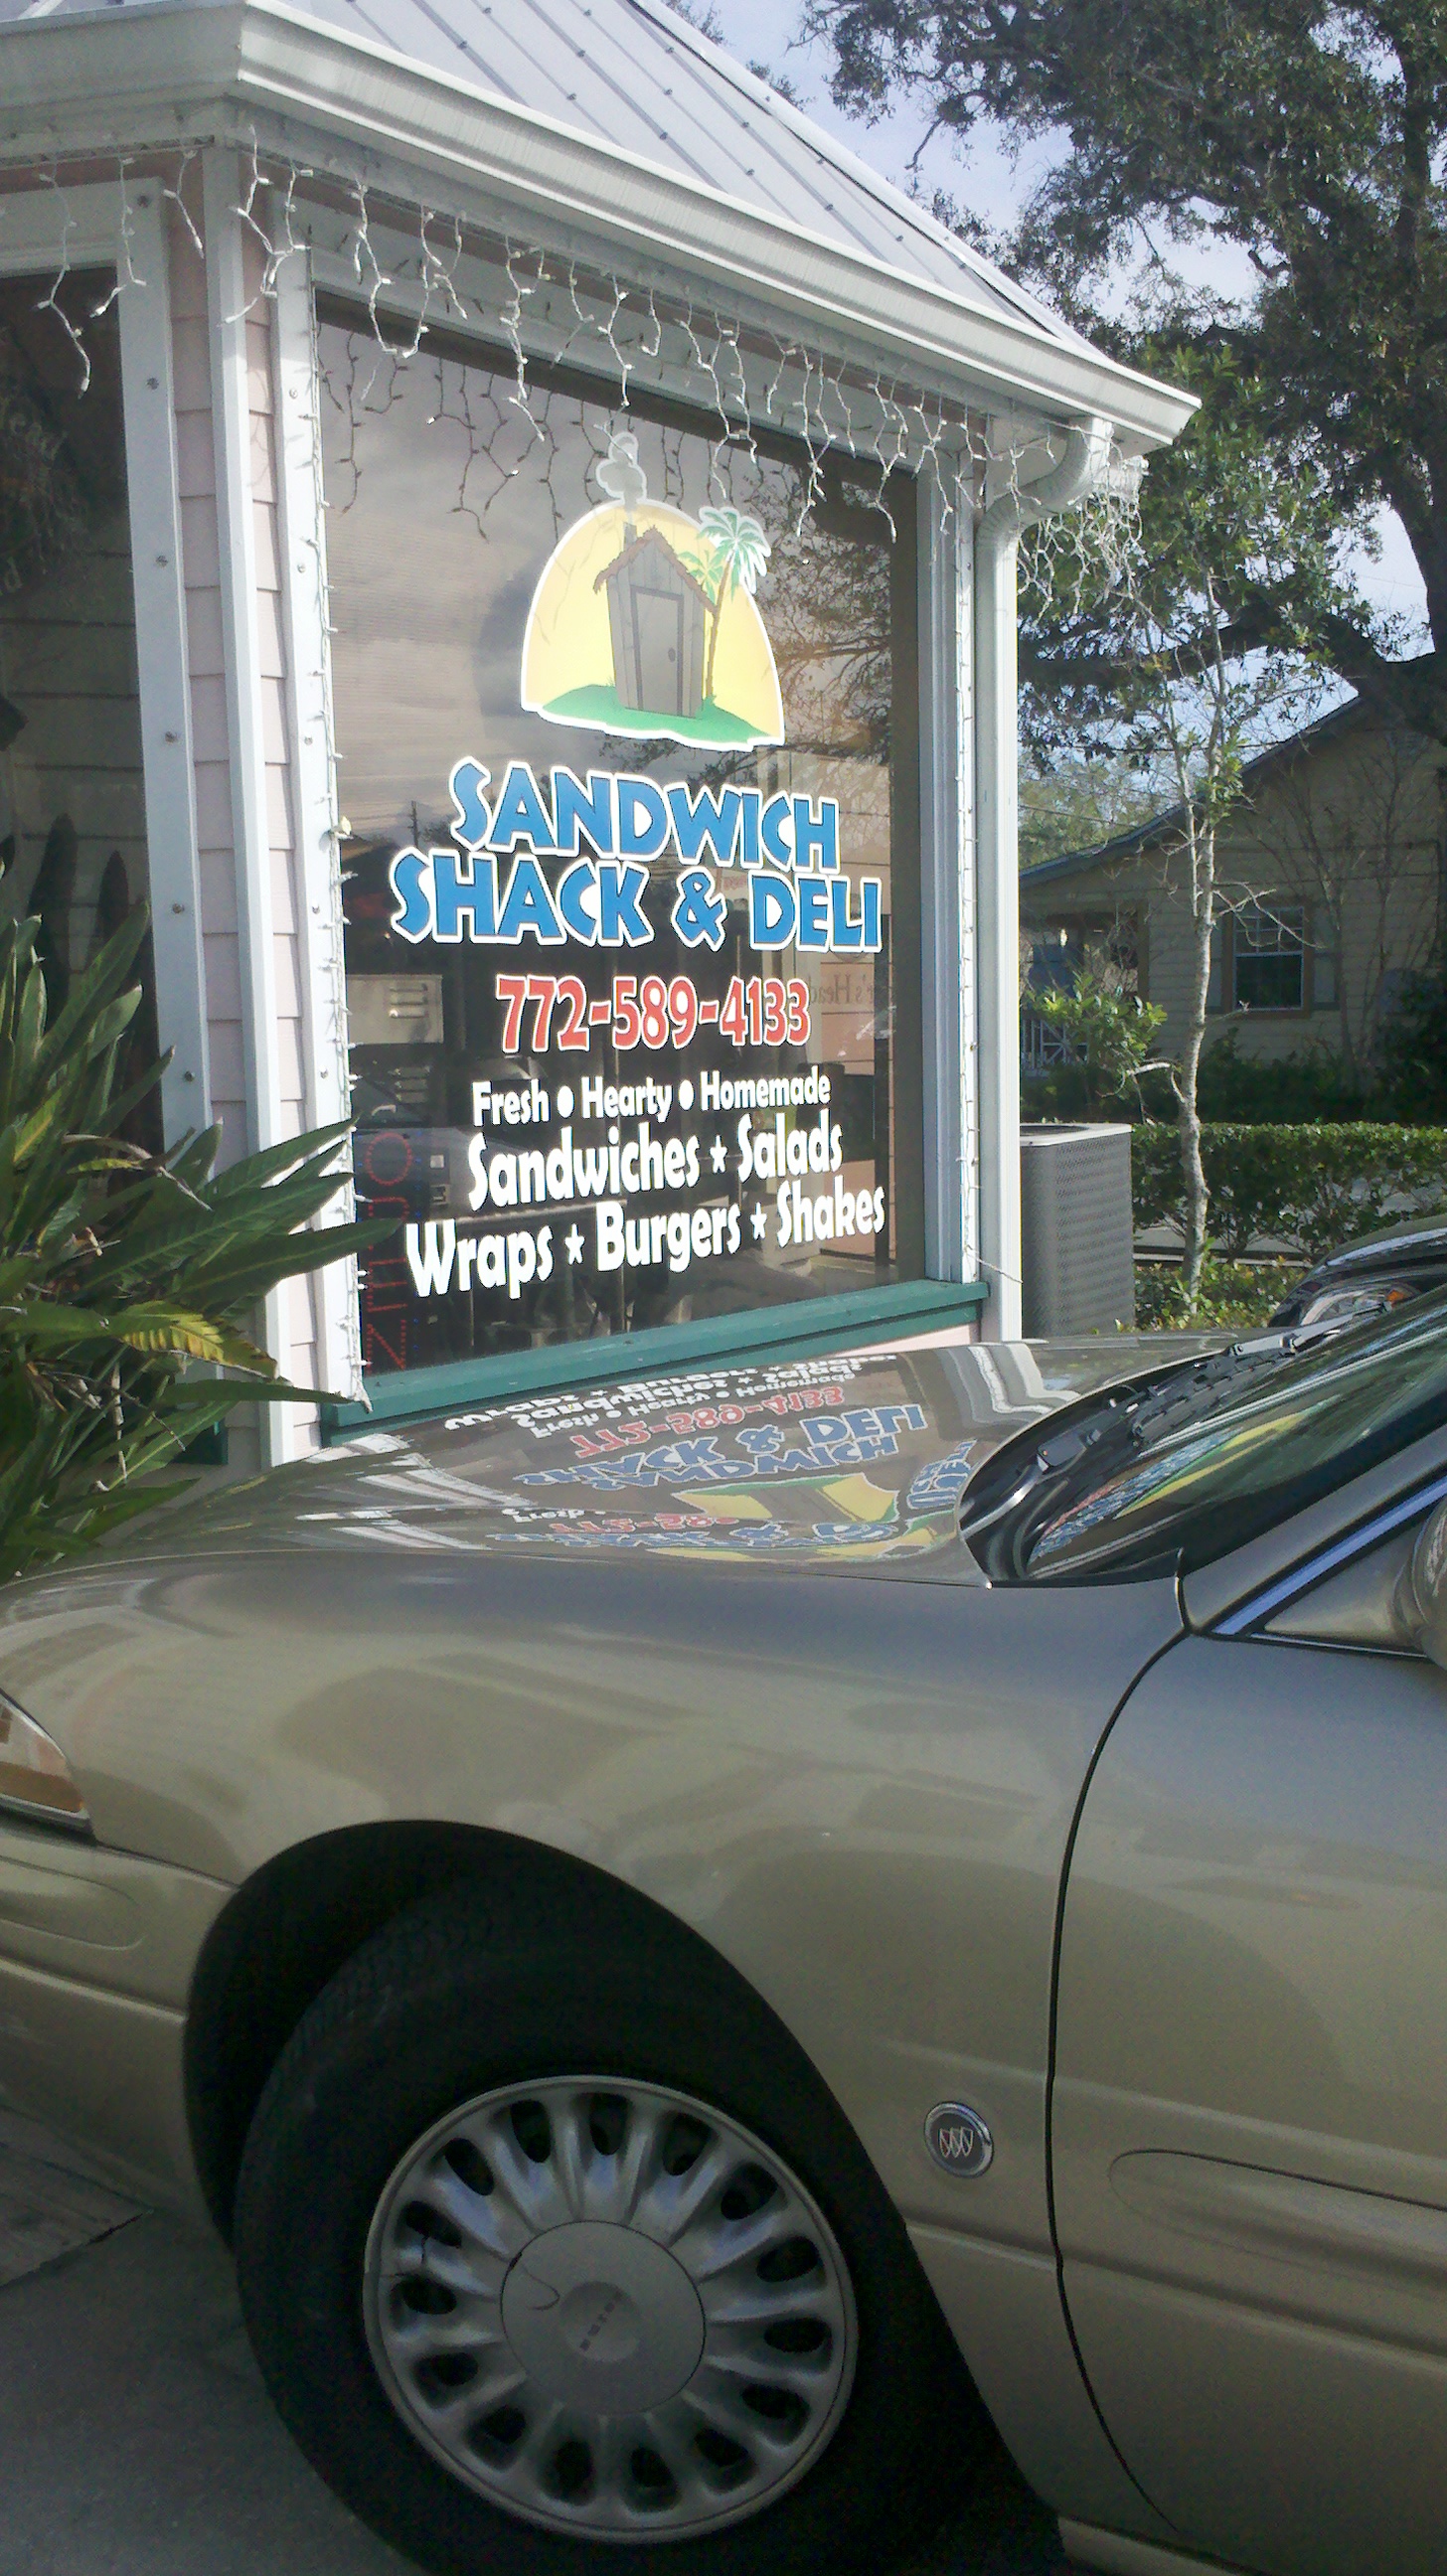 SANDWICH
SHACK & DELI
772-589-4133
Fresh • Hearty • Homemade
Sandwiches ★ Salads
Wraps ★ Burgers ★ Shakes